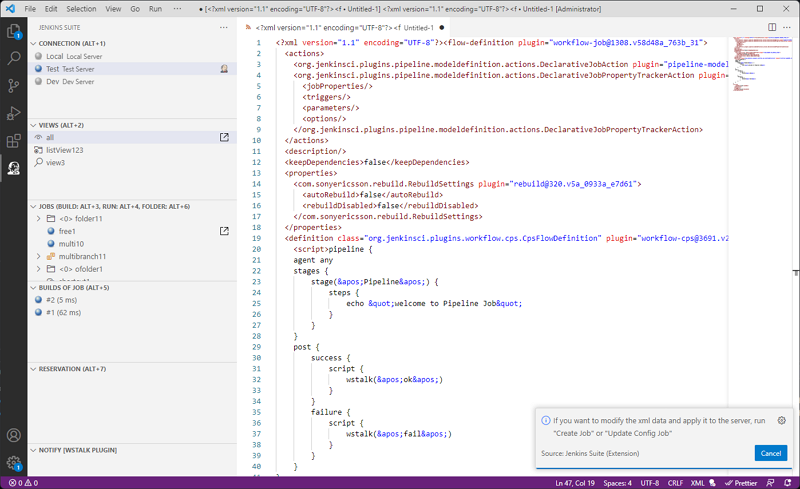 File Edit Selection View Go Run ··· ● [<?xml version="1.1" encoding="UTF-8"?> <f • Untitled-1] <?xml version="1.1" encoding="UTF-8"?> <f • Untitled-1 [Administrator]
JENKINS SUITE ···
CONNECTION (ALT+1)
Local Local Server
Test Test Server
Dev Dev Server
VIEWS (ALT+2)
all
listView123
view3
JOBS (BUILD: ALT+3, RUN: ALT+4, FOLDER: ALT+6)
<0> folder11
free1
multi10
multibranch11
<0> ofolder1
BUILDS OF JOB (ALT+5)
#2 (5 ms)
#1 (62 ms)
RESERVATION (ALT+7)
NOTIFY [WSTALK PLUGIN]
<?xml version="1.1" encoding="UTF-8"?> <f Untitled-1 ●
1 <?xml version="1.1" encoding="UTF-8"?><flow-definition plugin="workflow-job@1308.v58d48a_763b_31">
2 <actions>
3 <org.jenkinsci.plugins.pipeline.modeldefinition.actions.DeclarativeJobAction plugin="pipeline-model
4 <org.jenkinsci.plugins.pipeline.modeldefinition.actions.DeclarativeJobPropertyTrackerAction plugin=
5 <jobProperties/>
6 <triggers/>
7 <parameters/>
8 <options/>
9 </org.jenkinsci.plugins.pipeline.modeldefinition.actions.DeclarativeJobPropertyTrackerAction>
10 </actions>
11 <description/>
12 <keepDependencies>false</keepDependencies>
13 <properties>
14 <com.sonyericsson.rebuild.RebuildSettings plugin="rebuild@320.v5a_0933a_e7d61">
15 <autoRebuild>false</autoRebuild>
16 <rebuildDisabled>false</rebuildDisabled>
17 </com.sonyericsson.rebuild.RebuildSettings>
18 </properties>
19 <definition class="org.jenkinsci.plugins.workflow.cps.CpsFlowDefinition" plugin="workflow-cps@3691.v2
20 <script>pipeline {
21 agent any
22 stages {
23 stage(&apos;Pipeline&apos;) {
24 steps {
25 echo &quot;welcome to Pipeline Job&quot;
26 }
27 }
28 }
29 post {
30 success {
31 script {
32 wstalk(&apos;ok&apos;)
33 }
34 }
35 failure {
36 script {
37 wstalk(&apos;fail&apos;)
38 }
39 }
40 }
If you want to modify the xml data and apply it to the server, run
"Create Job" or "Update Config Job"
Source: Jenkins Suite (Extension)
Cancel
0 0 Ln 47, Col 19 Spaces: 4 UTF-8 CRLF XML Prettier